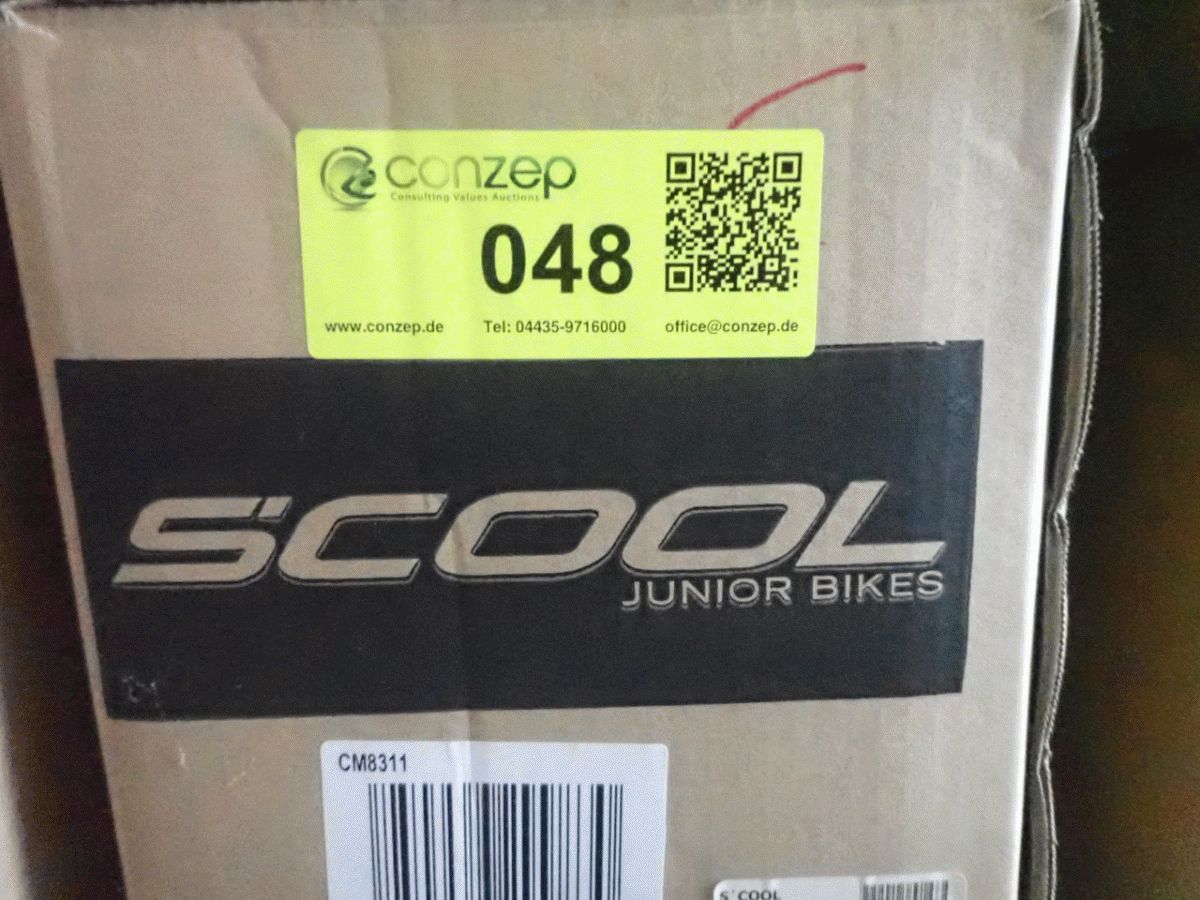 conzep
Consulting Values Auctions
048
www.conzep.de Tel: 04435-9716000 office@conzep.de
S'COOL
JUNIOR BIKES
CM8311
S´COOL